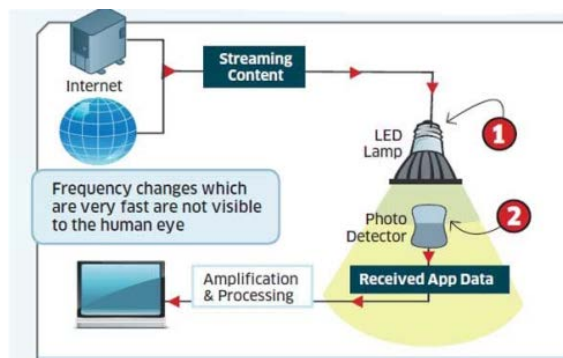 Internet
Streaming
Content
LED
Lamp
1
Frequency changes which
are very fast are not visible
to the human eye
Photo
Detector
2
Amplification
& Processing
Received App Data